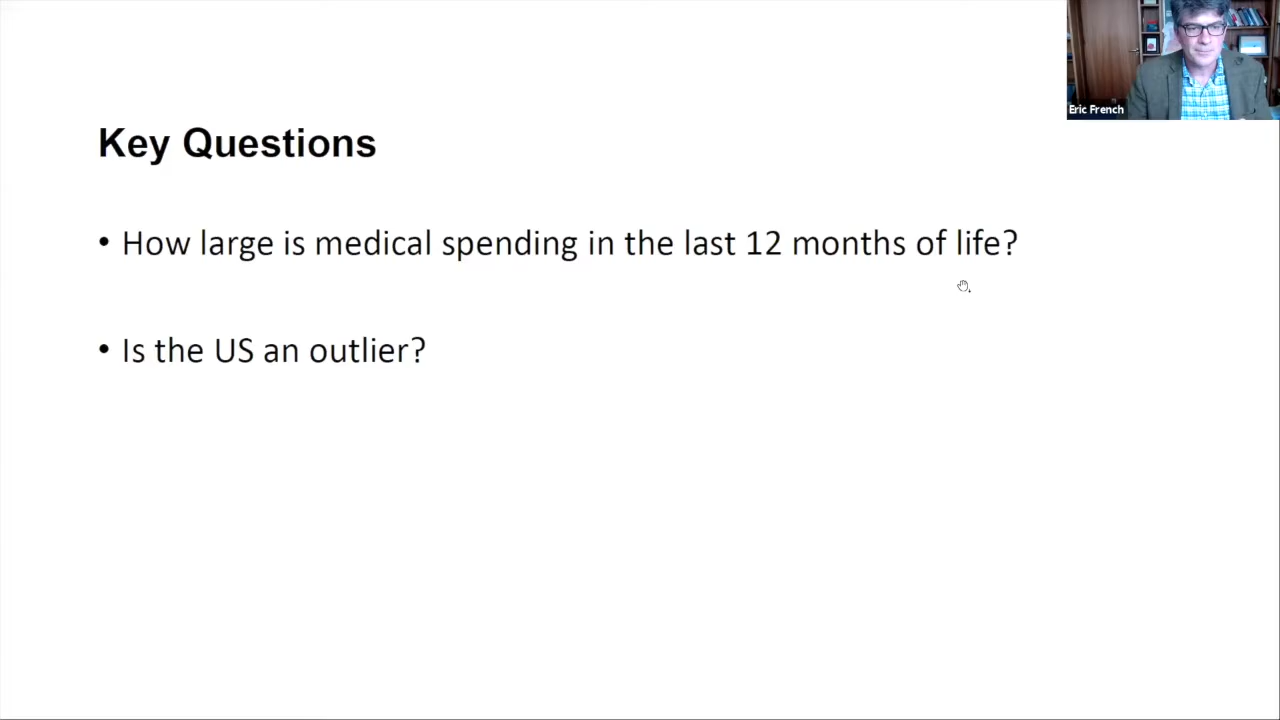 Eric French
Key Questions
• How large is medical spending in the last 12 months of life?
• Is the US an outlier?